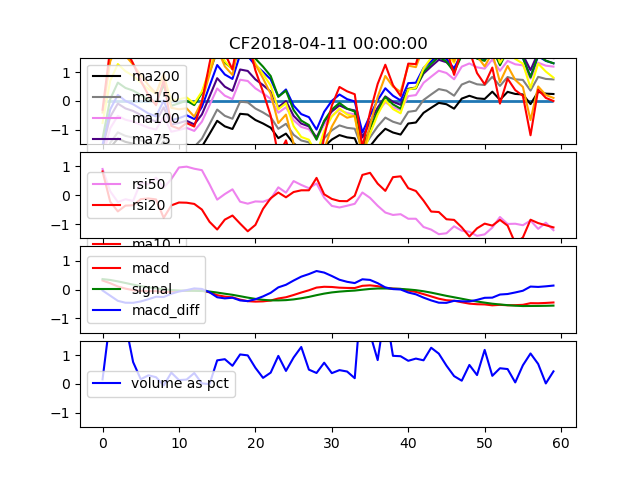 CF2018-04-11 00:00:00
1
0
−1
ma200
ma150
ma100
ma75
1
0
−1
rsi50
rsi20
ma10
1
0
−1
macd
signal
macd_diff
1
0
−1
volume as pct
0 10 20 30 40 50 60